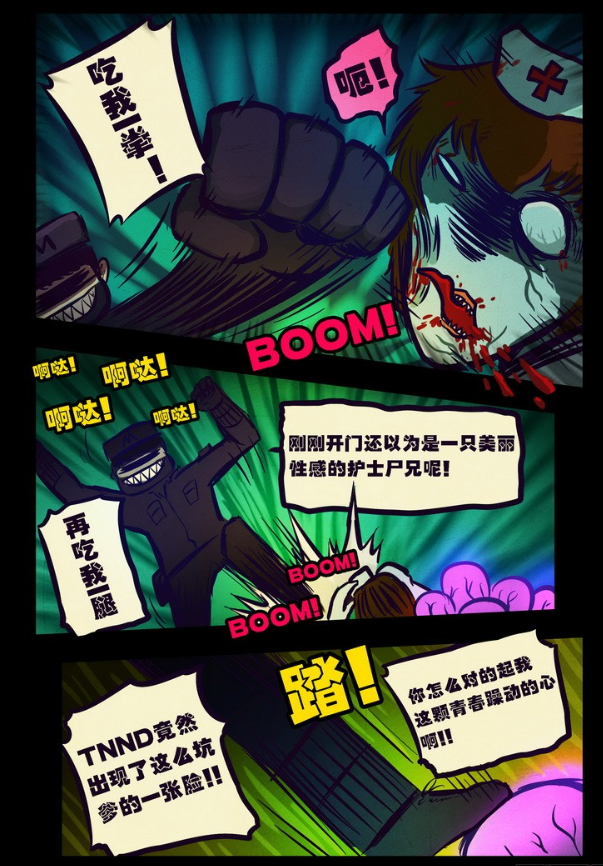 吃我一拳!
呃!
BOOM!
啊哒!
啊哒!
啊哒!
啊哒!
刚刚开门还以为是一只美丽
性感的护士尸兄呢!
再吃我一腿
BOOM!
BOOM!
踏!
TNND竟然
出现了这么坑
爹的一张脸!!
你怎么对的起我
这颗青春躁动的心
啊!!